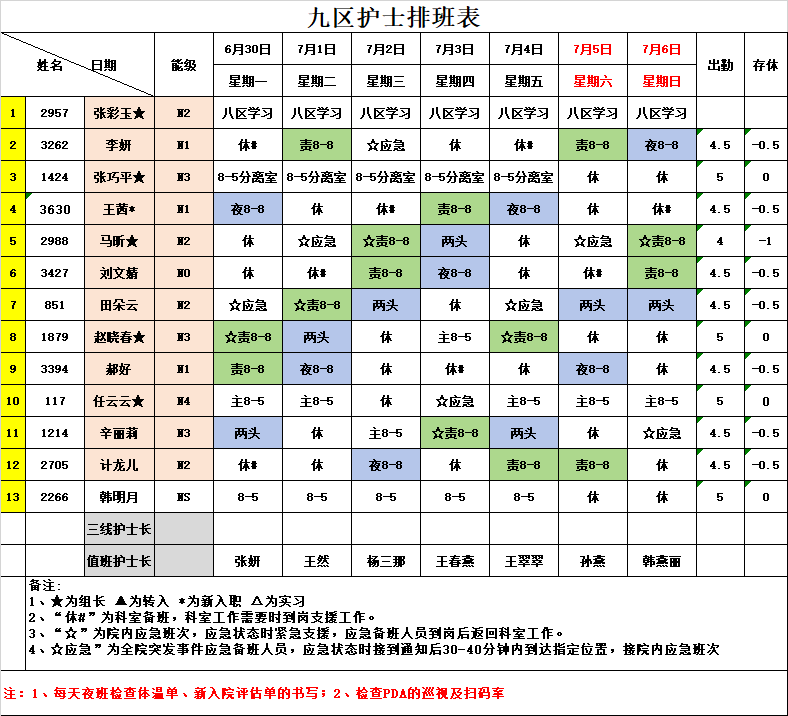 九区护士排班表
姓名 日期 能级 6月30日 7月1日 7月2日 7月3日 7月4日 7月5日 7月6日 出勤 存休
星期一 星期二 星期三 星期四 星期五 星期六 星期日
1 2957 张彩玉★ N2 八区学习 八区学习 八区学习 八区学习 八区学习 八区学习 八区学习
2 3262 李妍 N1 休# 责8-8 ☆应急 休 休# 责8-8 夜8-8 4.5 -0.5
3 1424 张巧平★ N3 8-5分离室 8-5分离室 8-5分离室 8-5分离室 8-5分离室 休 休 5 0
4 3630 王茜* N1 夜8-8 休 休# 责8-8 夜8-8 休 休# 4.5 -0.5
5 2988 马昕★ N2 休 ☆应急 ☆责8-8 两头 休 ☆应急 ☆责8-8 4 -1
6 3427 刘文婧 N0 休 休# 责8-8 夜8-8 休 休# 责8-8 4.5 -0.5
7 851 田朵云 N2 ☆应急 ☆责8-8 两头 休 ☆应急 两头 两头 4.5 -0.5
8 1879 赵晓春★ N3 ☆责8-8 两头 休 主8-5 ☆责8-8 休 休 5 0
9 3394 郝好 N1 责8-8 夜8-8 休 休# 休 夜8-8 休 4.5 -0.5
10 117 任云云★ N4 主8-5 主8-5 休 ☆应急 主8-5 主8-5 主8-5 5 0
11 1214 辛丽莉 N3 两头 休 主8-5 ☆责8-8 两头 休 ☆应急 4.5 -0.5
12 2705 计龙儿 N2 休# 休 夜8-8 休 责8-8 责8-8 休 4.5 -0.5
13 2266 韩明月 NS 8-5 8-5 8-5 8-5 8-5 休 休 5 0
三线护士长
值班护士长 张妍 王然 杨三那 王春燕 王翠翠 孙燕 韩燕丽
备注:
1、★为组长 ▲为转入 *为新入职 △为实习
2、“休#”为科室备班，科室工作需要时到岗支援工作。
3、“☆”为院内应急班次，应急状态时紧急支援，应急备班人员到岗后返回科室工作。
4、☆应急”为全院突发事件应急备班人员，应急状态时接到通知后30-40分钟内到达指定位置，接院内应急班次
注：1、每天夜班检查体温单、新入院评估单的书写；2、检查PDA的巡视及扫码率